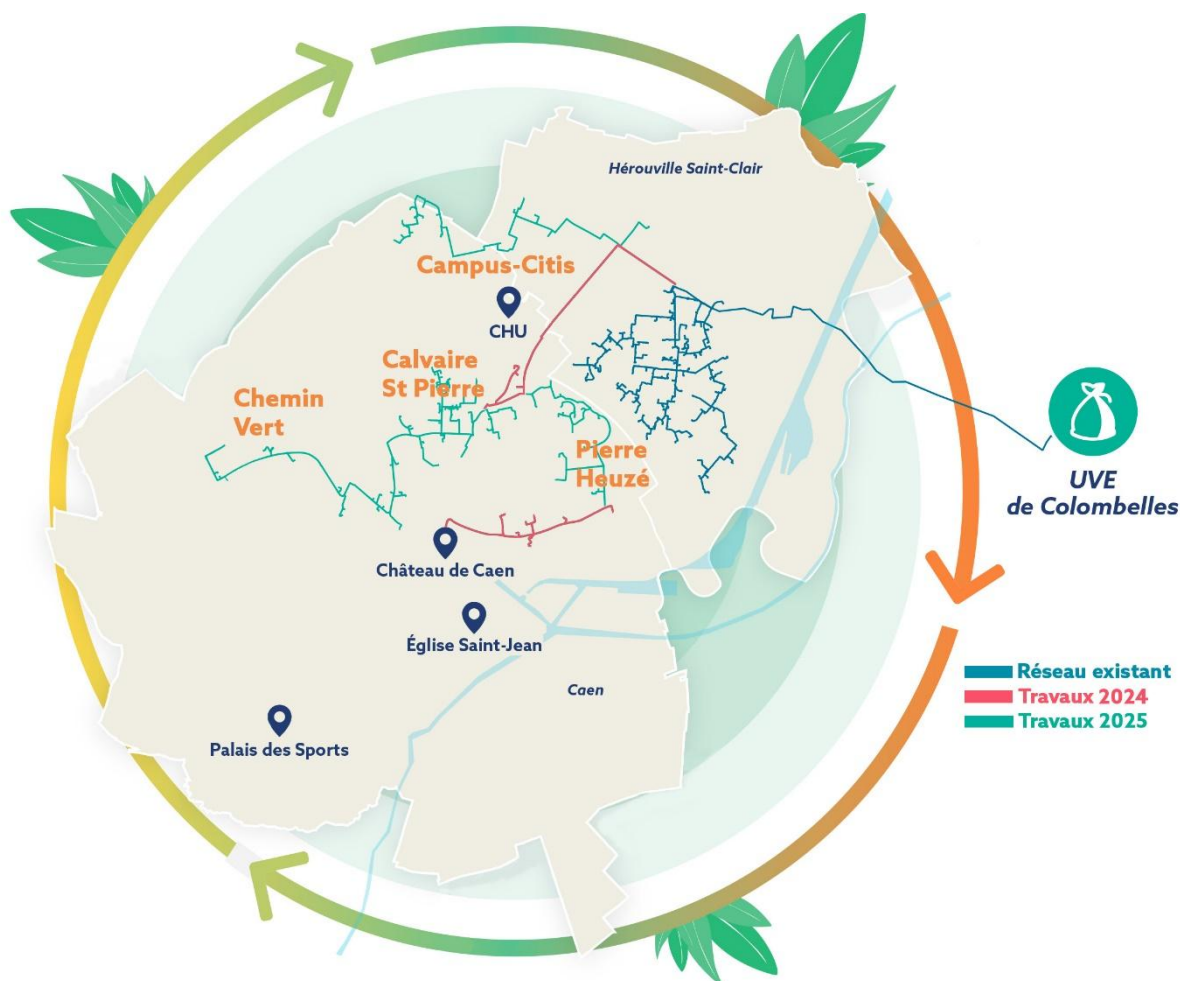 Hérouville Saint-Clair
Campus-Citis
CHU
Calvaire
St Pierre
Chemin
Vert
Pierre
Heuzé
UVE
de Colombelles
Château de Caen
Église Saint-Jean
Caen
Palais des Sports
Réseau existant
Travaux 2024
Travaux 2025